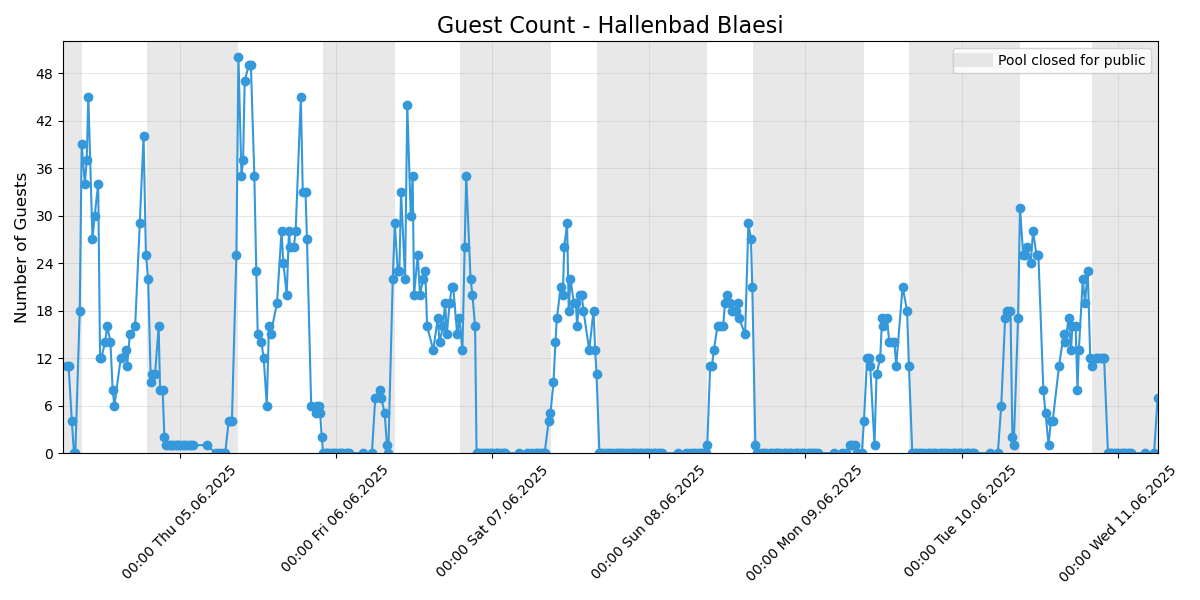 Guest Count - Hallenbad Blaesi
Pool closed for public
Number of Guests
48
42
36
30
24
18
12
6
0
00:00 Thu 05.06.2025
00:00 Fri 06.06.2025
00:00 Sat 07.06.2025
00:00 Sun 08.06.2025
00:00 Mon 09.06.2025
00:00 Tue 10.06.2025
00:00 Wed 11.06.2025